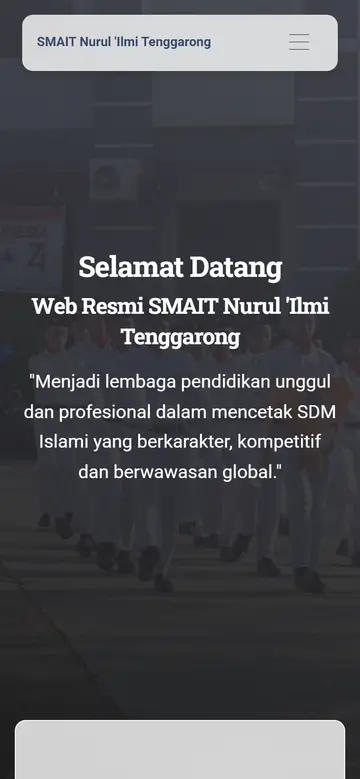 SMAIT Nurul 'Ilmi Tenggarong
Selamat Datang
Web Resmi SMAIT Nurul 'Ilmi
Tenggarong
"Menjadi lembaga pendidikan unggul
dan profesional dalam mencetak SDM
Islami yang berkarakter, kompetitif
dan berwawasan global."